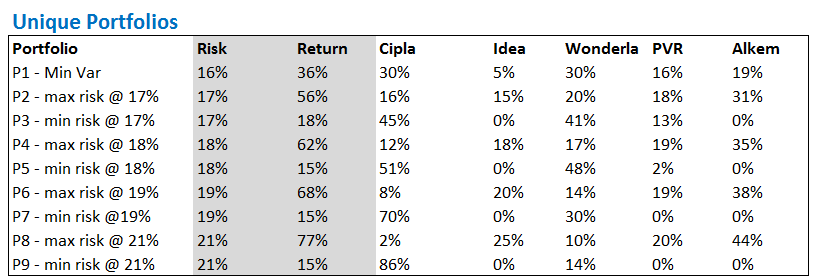 Unique Portfolios
Portfolio Risk Return Cipla Idea Wonderla PVR Alkem
P1 - Min Var 16% 36% 30% 5% 30% 16% 19%
P2 - max risk @ 17% 17% 56% 16% 15% 20% 18% 31%
P3 - min risk @ 17% 17% 18% 45% 0% 41% 13% 0%
P4 - max risk @ 18% 18% 62% 12% 18% 17% 19% 35%
P5 - min risk @ 18% 18% 15% 51% 0% 48% 2% 0%
P6 - max risk @ 19% 19% 68% 8% 20% 14% 19% 38%
P7 - min risk @19% 19% 15% 70% 0% 30% 0% 0%
P8 - max risk @ 21% 21% 77% 2% 25% 10% 20% 44%
P9 - min risk @ 21% 21% 15% 86% 0% 14% 0% 0%